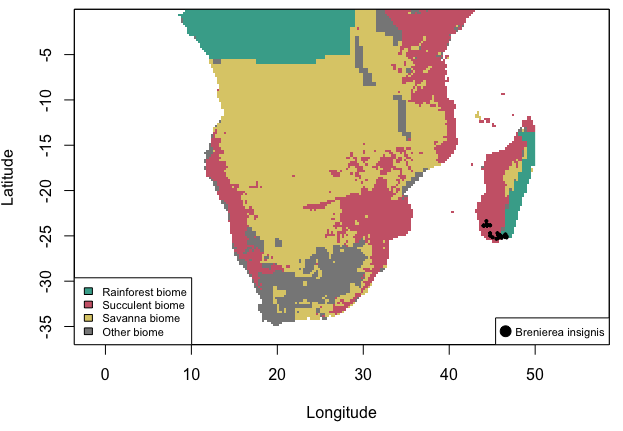 Latitude
-5
-10
-15
-20
-25
-30
-35
Rainforest biome
Succulent biome
Savanna biome
Other biome
Brenierea insignis
0
10
20
30
40
50
Longitude